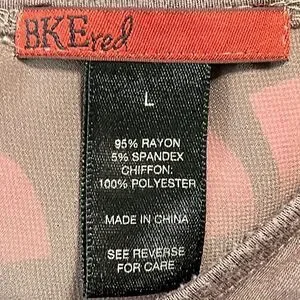 BKEred
L
95% RAYON
5% SPANDEX
CHIFFON:
100% POLYESTER
MADE IN CHINA
SEE REVERSE
FOR CARE